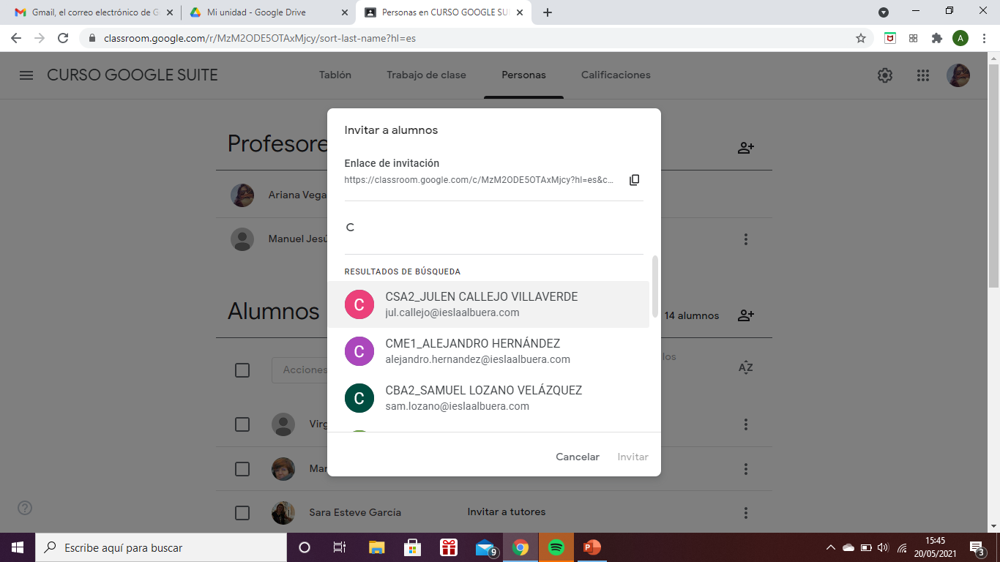 Gmail, el correo electrónico de G
Mi unidad - Google Drive
Personas en CURSO GOOGLE SUI
classroom.google.com/r/MzM2ODE5OTAxMjcy/sort-last-name?hl=es
A
CURSO GOOGLE SUITE
Tablón
Trabajo de clase
Personas
Calificaciones
Invitar a alumnos
Profesore
Enlace de invitación
https://classroom.google.com/c/MzM2ODE5OTAxMjcy?hl=es&c...
Ariana Vega
C
Manuel Jesú
RESULTADOS DE BÚSQUEDA
C
CSA2_JULEN CALLEJO VILLAVERDE
jul.callejo@ieslaalbuera.com
Alumnos
14 alumnos
C
CME1_ALEJANDRO HERNÁNDEZ
alejandro.hernandez@ieslaalbuera.com
Acciones
los
AZ
C
CBA2_SAMUEL LOZANO VELÁZQUEZ
sam.lozano@ieslaalbuera.com
Virg
Cancelar
Invitar
Mar
Sara Esteve García
Invitar a tutores
Escribe aquí para buscar
9
P
15:45
20/05/2021
3